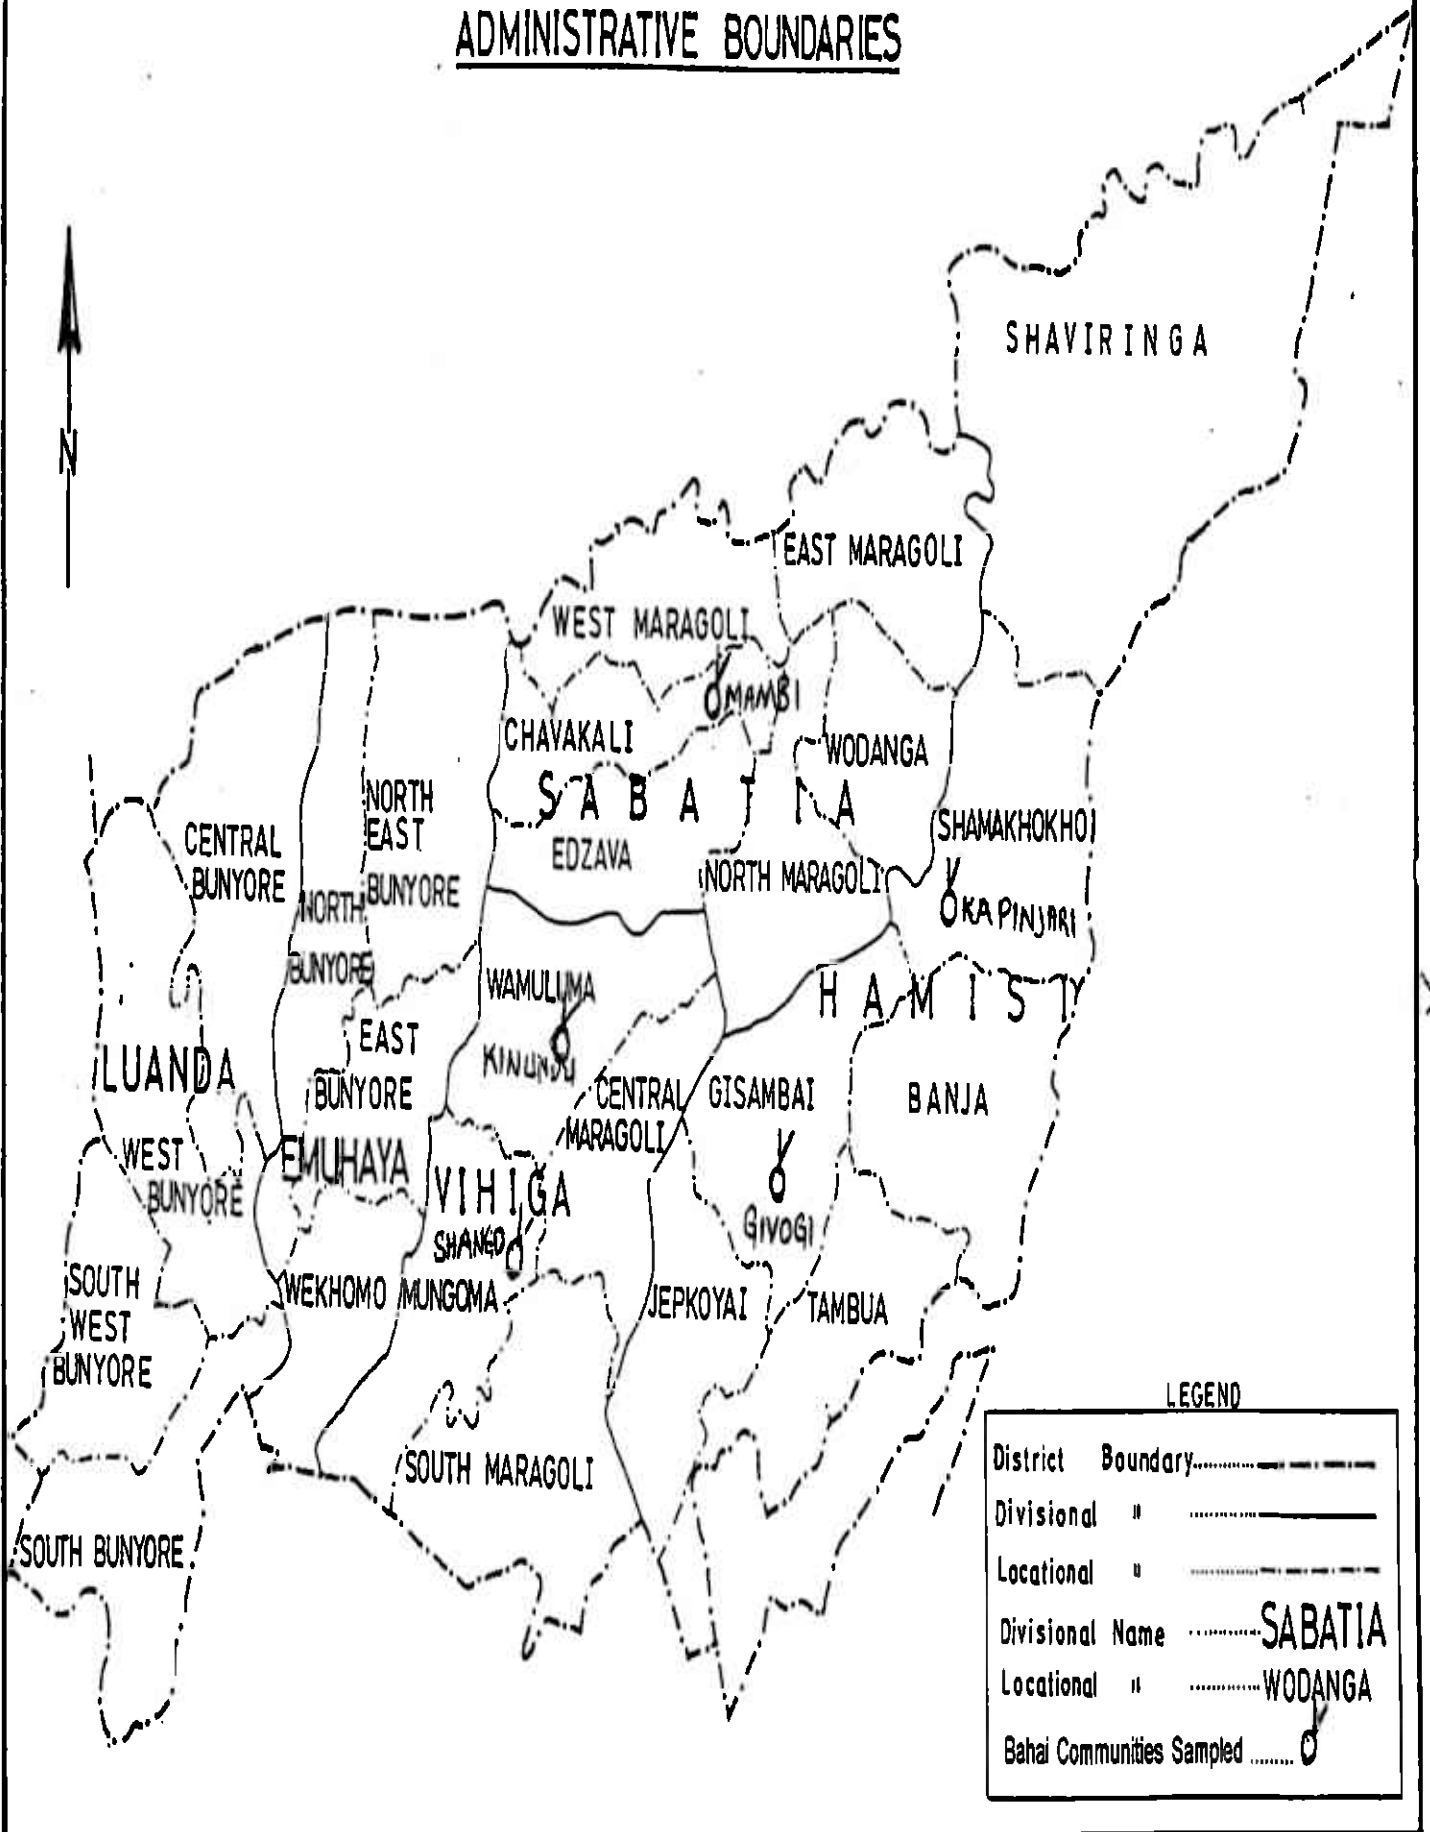 ADMINISTRATIVE BOUNDARIES
SHAVIRINGA
N
EAST MARAGOLI
WEST MARAGOLI
MAMBI
CHAVAKALI
WODANGA
SABATIA
NORTH
EAST
BUNYORE
SHAMAKHOKHO
CENTRAL
BUNYORE
EDZAVA
NORTH MARAGOLI
NORTH
BUNYORE
KAPINJARI
WAMULUMA
HAMISI
EAST
BUNYORE
KINUNDU
LUANDA
CENTRAL
MARAGOLI
GISAMBAI
BANJA
WEST
BUNYORE
EMUHAYA
VIHIGA
GIVOGI
SHANGO
SOUTH
WEST
BUNYORE
WEKHOMO
MUNGOMA
JEPKOYAI
TAMBUA
SOUTH MARAGOLI
SOUTH BUNYORE
LEGEND
District Boundary
Divisional "
Locational "
Divisional Name SABATIA
Locational " WODANGA
Bahai Communities Sampled